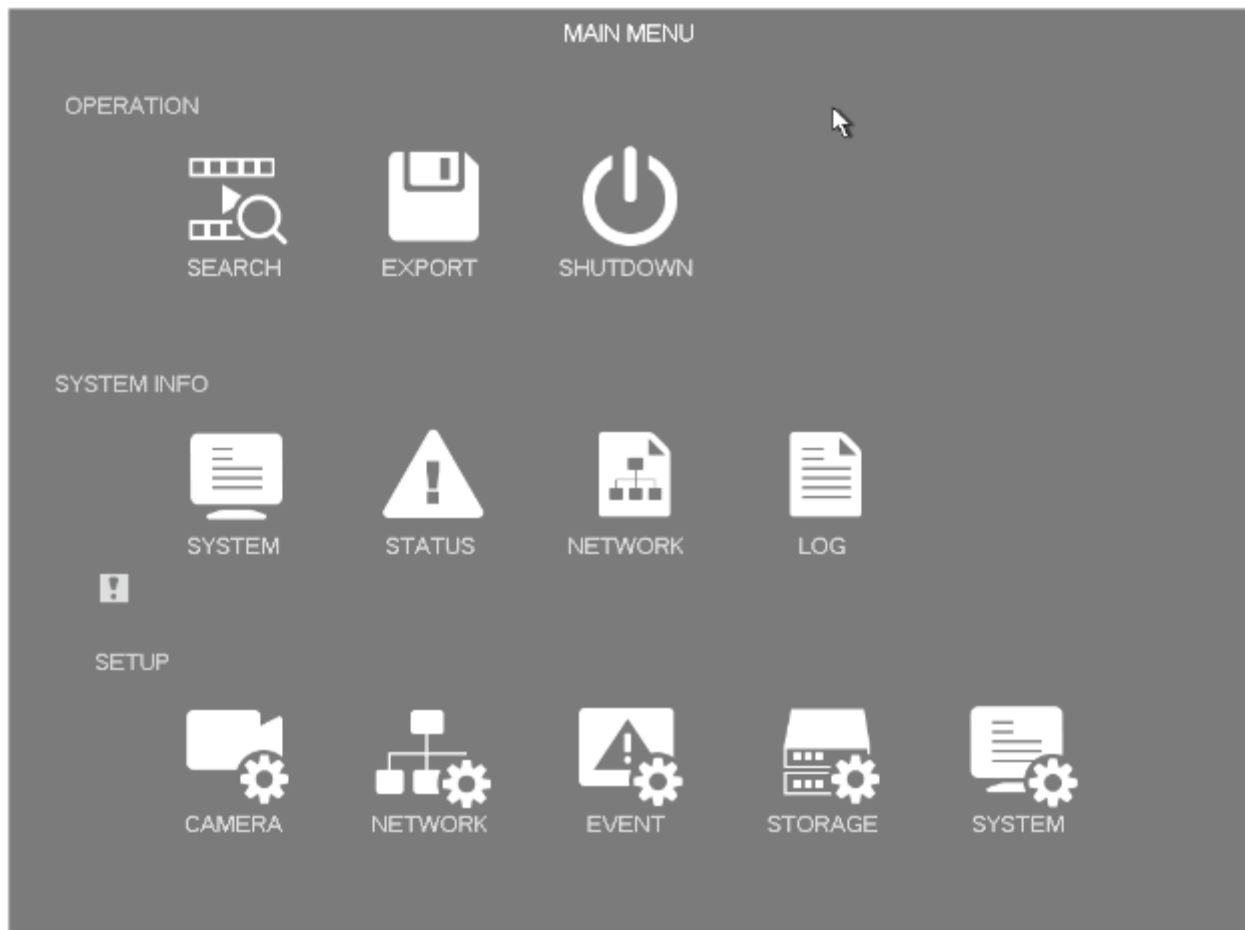 MAIN MENU
OPERATION
SEARCH EXPORT SHUTDOWN
SYSTEM INFO
SYSTEM STATUS NETWORK LOG
SETUP
CAMERA NETWORK EVENT STORAGE SYSTEM